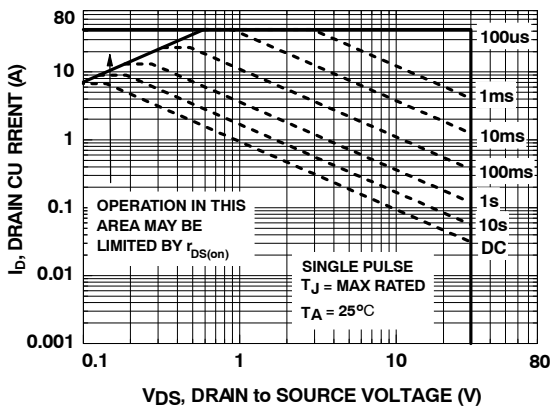 80
10
1
0.1
0.01
0.001
I_D, DRAIN CU RRENT (A)
100us
1ms
10ms
100ms
1s
10s
DC
OPERATION IN THIS
AREA MAY BE
LIMITED BY r_DS(on)
SINGLE PULSE
T_J = MAX RATED
T_A = 25°C
0.1
1
10
80
V_DS, DRAIN to SOURCE VOLTAGE (V)